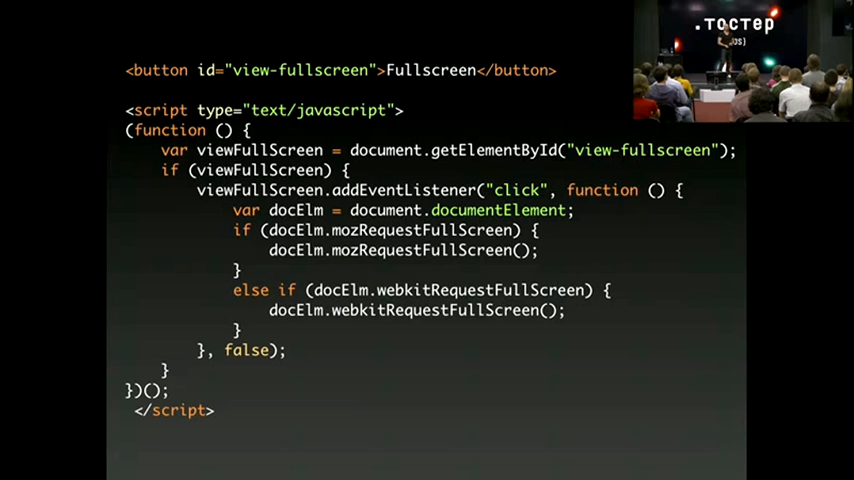 .тостер
{JS}
<button id="view-fullscreen">Fullscreen</button>
<script type="text/javascript">
(function () {
var viewFullScreen = document.getElementById("view-fullscreen");
if (viewFullScreen) {
viewFullScreen.addEventListener("click", function () {
var docElm = document.documentElement;
if (docElm.mozRequestFullScreen) {
docElm.mozRequestFullScreen();
}
else if (docElm.webkitRequestFullScreen) {
docElm.webkitRequestFullScreen();
}
}, false);
}
})();
</script>